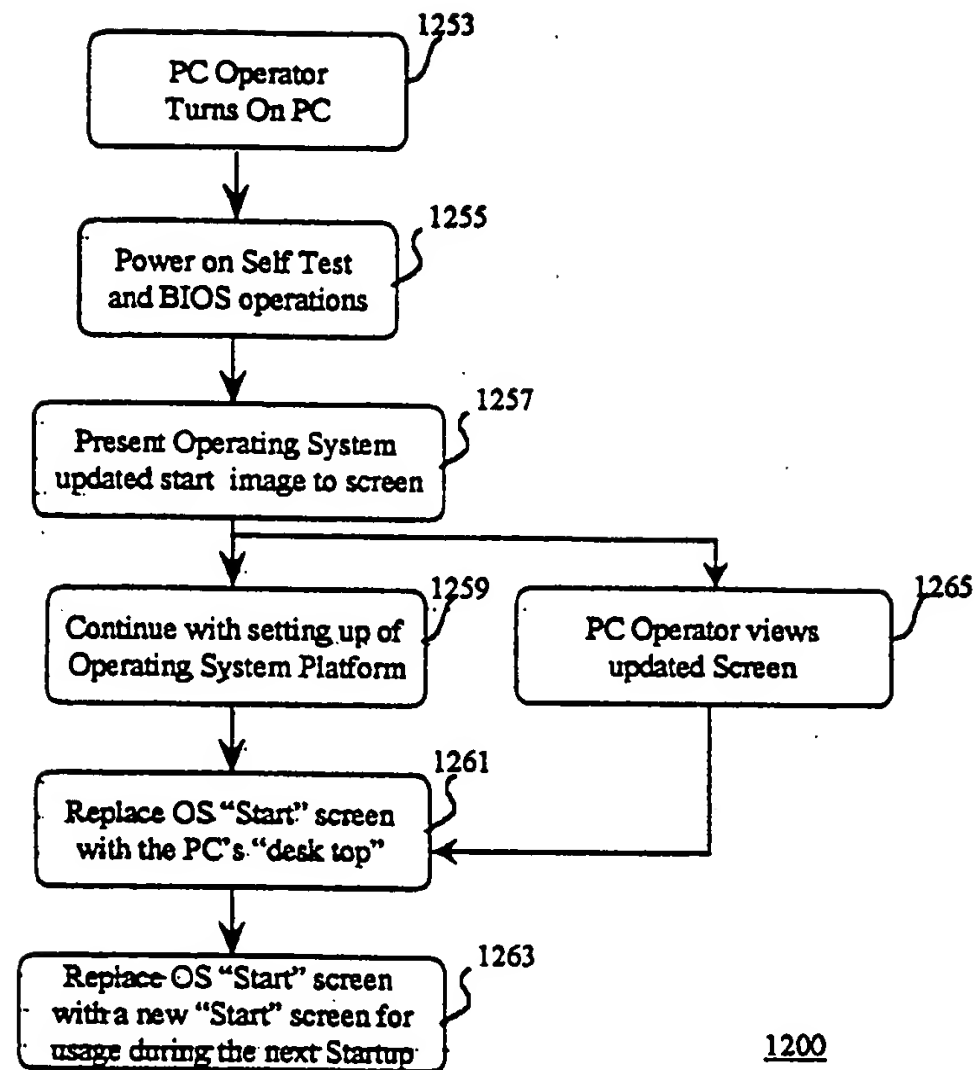 1253
PC Operator
Turns On PC
1255
Power on Self Test
and BIOS operations
1257
Present Operating System
updated start image to screen
1259
Continue with setting up of
Operating System Platform
1265
PC Operator views
updated Screen
1261
Replace OS "Start" screen
with the PC's "desk top"
1263
Replace OS "Start" screen
with a new "Start" screen for
usage during the next Startup
1200